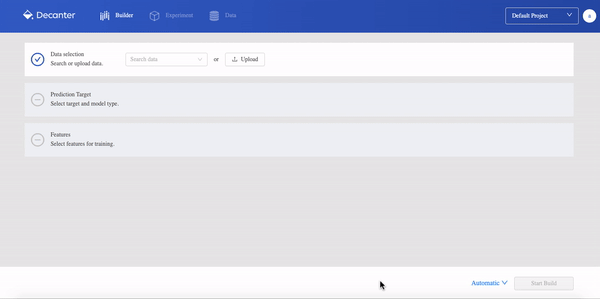 Decanter
Builder
Experiment
Data
Default Project
Data selection
Search or upload data.
Search data
or
Upload
Prediction Target
Select target and model type.
Features
Select features for training.
Automatic
Start Build